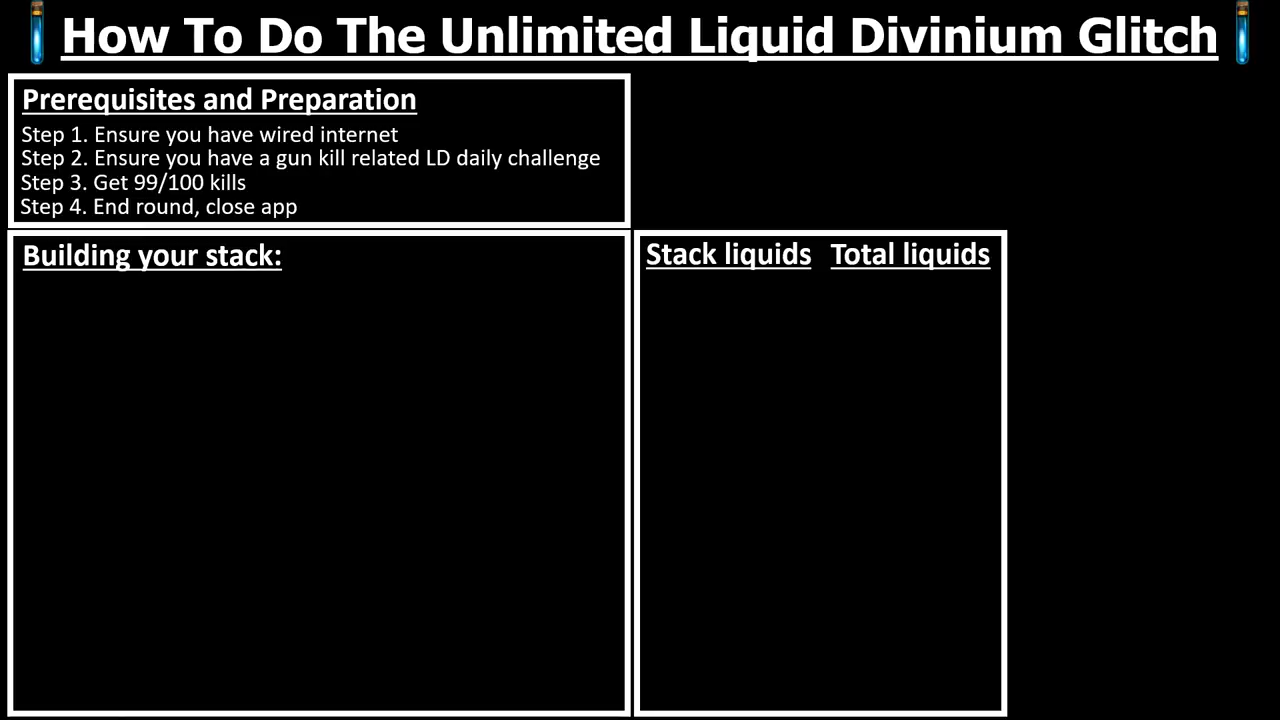 How To Do The Unlimited Liquid Divinium Glitch
Prerequisites and Preparation
Step 1. Ensure you have wired internet
Step 2. Ensure you have a gun kill related LD daily challenge
Step 3. Get 99/100 kills
Step 4. End round, close app
Building your stack:
Stack liquids Total liquids